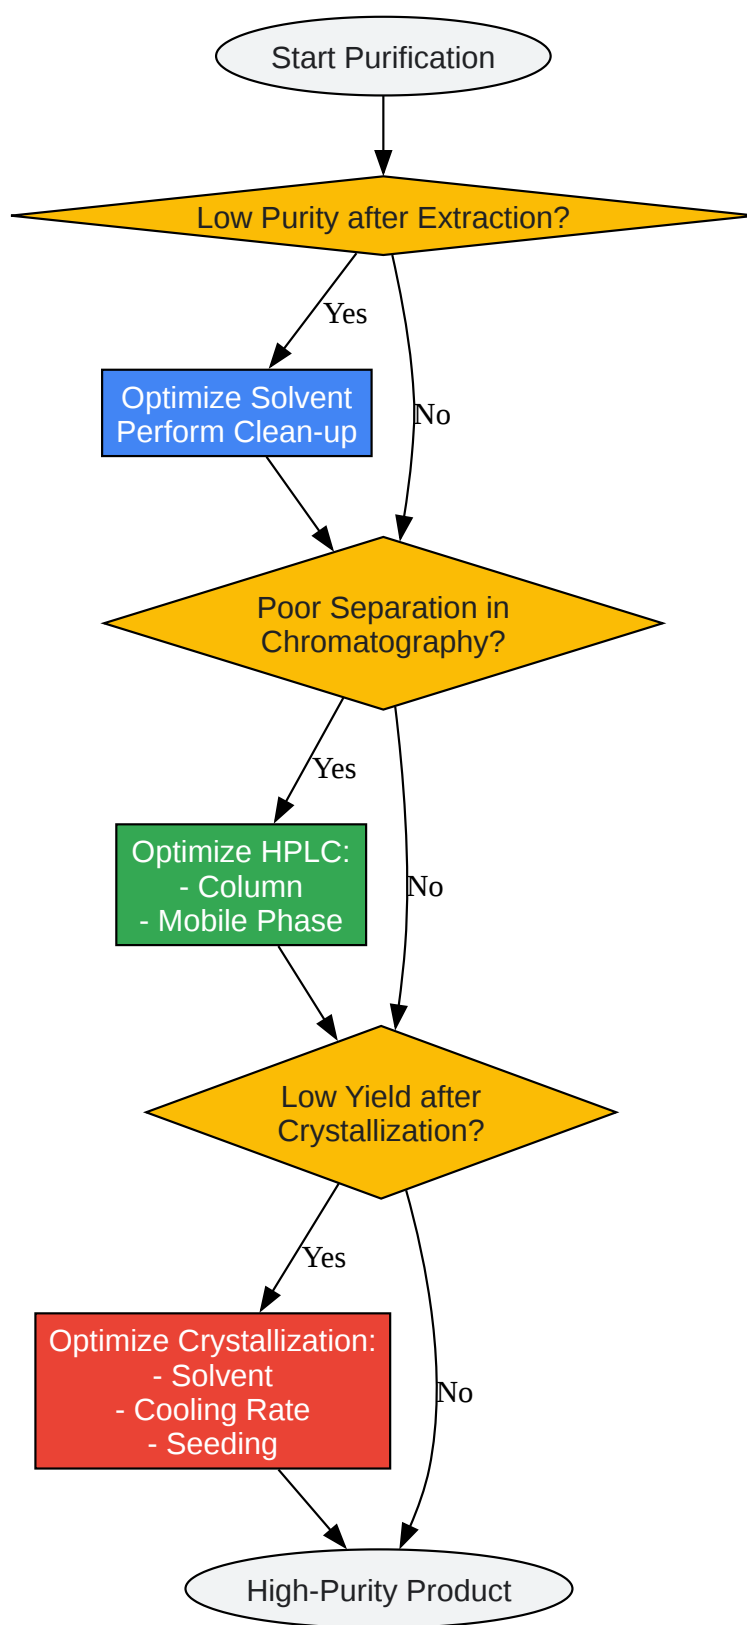 Start Purification
Low Purity after Extraction?
Yes
Optimize Solvent
Perform Clean-up
No
Poor Separation in
Chromatography?
Yes
Optimize HPLC:
- Column
- Mobile Phase
No
Low Yield after
Crystallization?
Yes
Optimize Crystallization:
- Solvent
- Cooling Rate
- Seeding
No
High-Purity Product